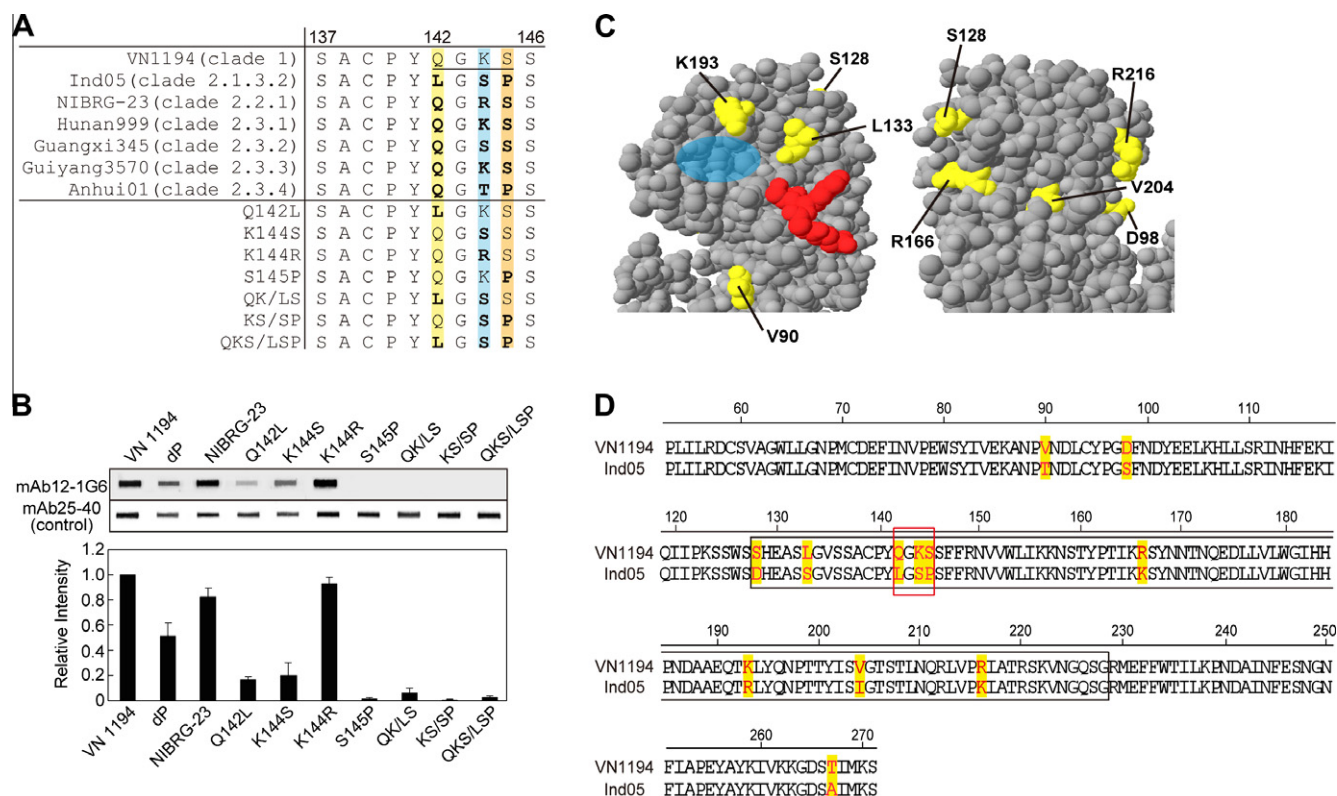 A
137 142 146
VN1194(clade 1) S A C P Y Q G K S S
Ind05(clade 2.1.3.2) S A C P Y L G S P S
NIBRG-23(clade 2.2.1) S A C P Y Q G R S S
Hunan999(clade 2.3.1) S A C P Y Q G K S S
Guangxi345(clade 2.3.2) S A C P Y Q G S S S
Guiyang3570(clade 2.3.3) S A C P Y Q G K S S
Anhui01(clade 2.3.4) S A C P Y Q G T P S
Q142L S A C P Y L G K S S
K144S S A C P Y Q G S S S
K144R S A C P Y Q G R S S
S145P S A C P Y Q G K P S
QK/LS S A C P Y L G S S S
KS/SP S A C P Y Q G S P S
QKS/LSP S A C P Y L G S P S
B
VN 1194 dP NIBRG-23 Q142L K144S K144R S145P QK/LS KS/SP QKS/LSP
mAb12-1G6
mAb25-40
(control)
Relative Intensity
1.2
1.0
0.8
0.6
0.4
0.2
0
VN 1194 dP NIBRG-23 Q142L K144S K144R S145P QK/LS KS/SP QKS/LSP
C
K193
S128
L133
V90
S128
R216
R166
V204
D98
D
60 70 80 90 100 110
VN1194 PLILRDCSVAGWLLGNPMCDEFINVPEWSYIVEKANPVNDLCYPGDFNDYEELKHLLSRINHFEKI
Ind05 PLILRDCSVAGWLLGNPMCDEFINVPEWSYIVEKANPTNDLCYPGSFNDYEELKHLLSRINHFEKI
120 130 140 150 160 170 180
VN1194 QIIPKSSWSSHEASLGVSSACPYQGKSSFFRNVVWLIKKNSTYPTIKRSYNNTNQEDLLVLWGIHH
Ind05 QIIPKSSWSDHEASSGVSSACPYLGSPSFFRNVVWLIKKNSTYPTIKKSYNNTNQEDLLVLWGIHH
190 200 210 220 230 240 250
VN1194 PNDAAEQTKLYQNPTTYISVGTSTLNQRLVPRIATRSKVNGQSGRMEFFWTILKPNDAINFESNGN
Ind05 PNDAAEQTRLYQNPTTYISIGTSTLNQRLVPKIATRSKVNGQSGRMEFFWTILKPNDAINFESNGN
260 270
VN1194 FIAPEYAYKIVKKGDSTIMKS
Ind05 FIAPEYAYKIVKKGDSAIMKS